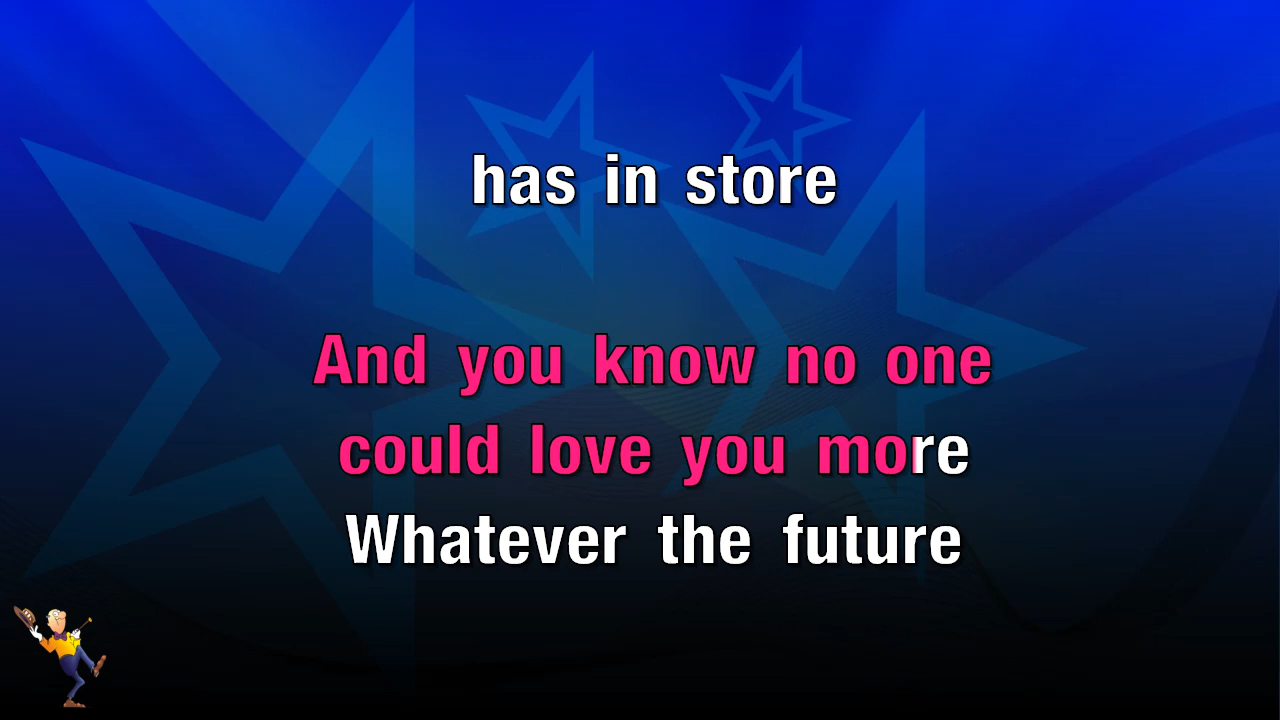 has in store
And you know no one
could love you more
Whatever the future